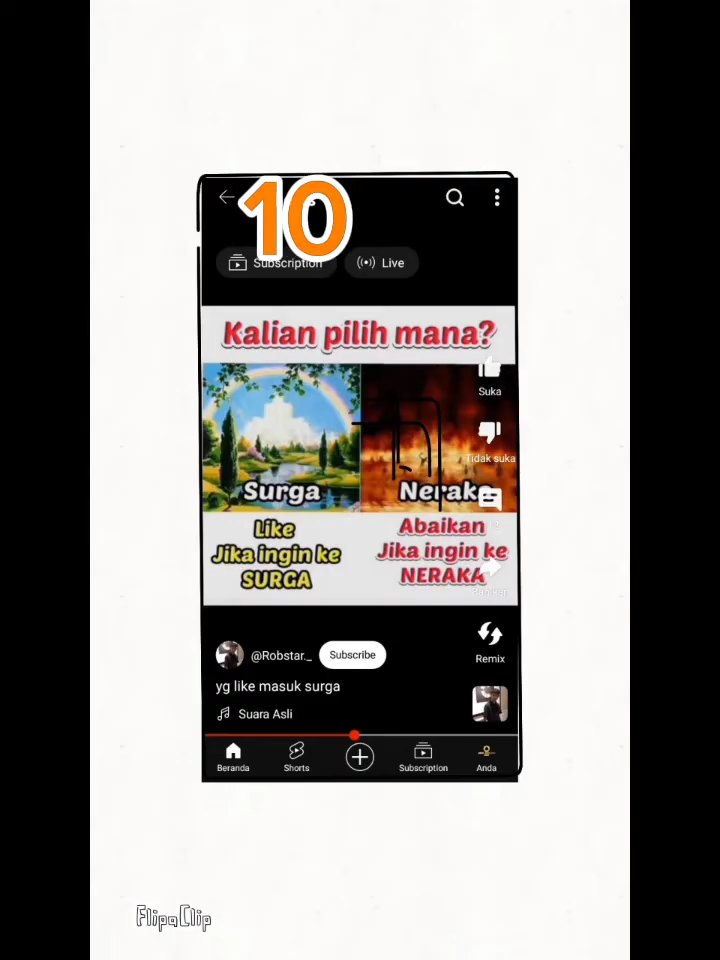 10
Subscription
Live
Kalian pilih mana?
Suka
Tidak suka
Surga
Neraka
Like
Jika ingin ke
SURGA
Abaikan
Jika ingin ke
NERAKA
@Robstar._
Subscribe
Remix
yg like masuk surga
Suara Asli
Beranda
Shorts
Subscription
Anda
FlipaClip